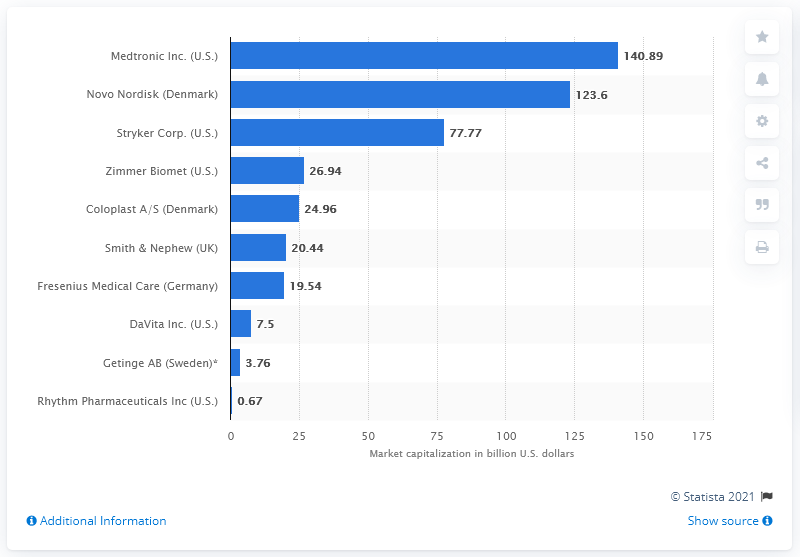 Medtronic Inc. (U.S.) 140.89
Novo Nordisk (Denmark) 123.6
Stryker Corp. (U.S.) 77.77
Zimmer Biomet (U.S.) 26.94
Coloplast A/S (Denmark) 24.96
Smith & Nephew (UK) 20.44
Fresenius Medical Care (Germany) 19.54
DaVita Inc. (U.S.) 7.5
Getinge AB (Sweden)* 3.76
Rhythm Pharmaceuticals Inc (U.S.) 0.67
0 25 50 75 100 125 150 175
Market capitalization in billion U.S. dollars
© Statista 2021
Additional Information Show source